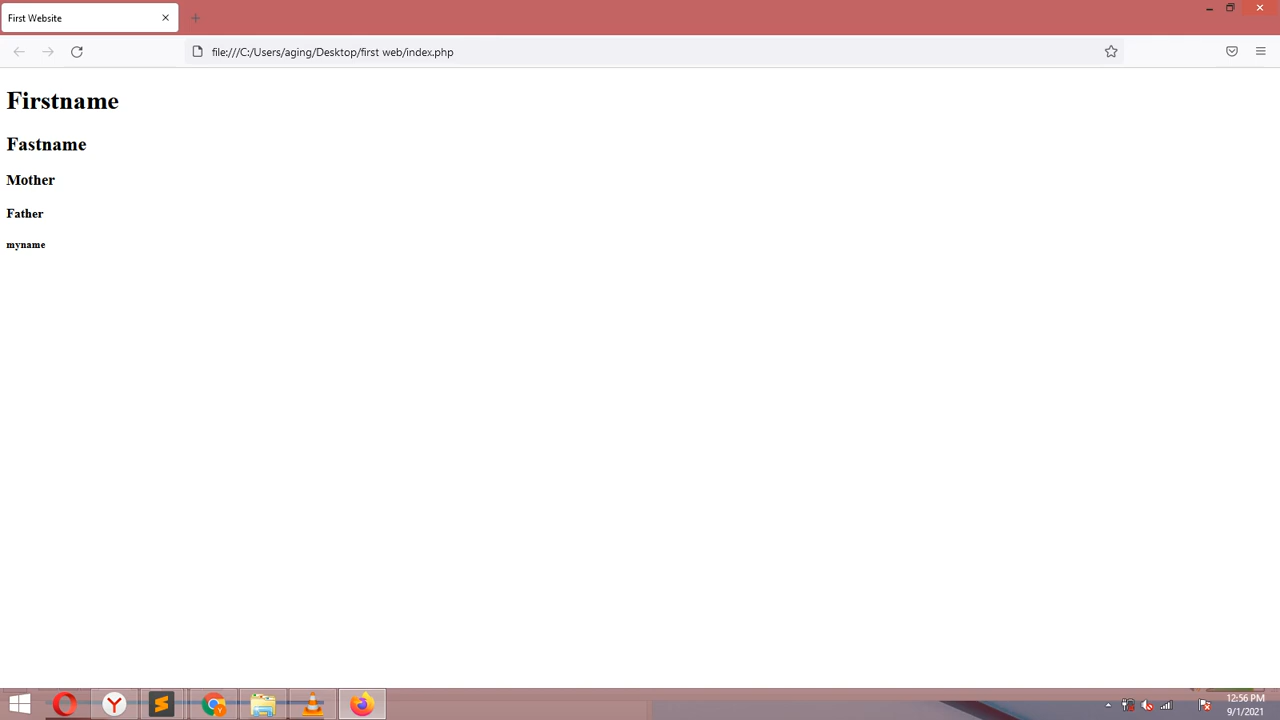 First Website
file:///C:/Users/aging/Desktop/first web/index.php
Firstname
Fastname
Mother
Father
myname
12:56 PM
9/1/2021